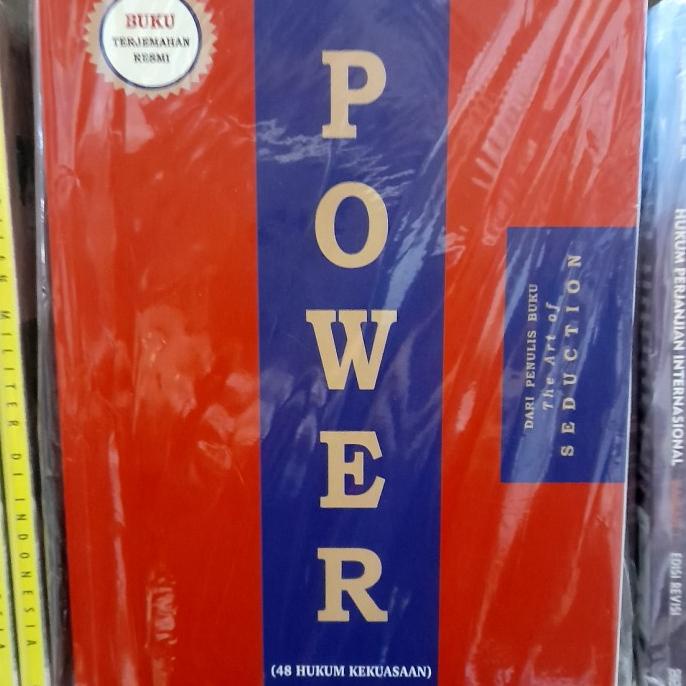 BUKU
TERJEMAHAN
RESMI
POWER
DARI PENULIS BUKU
The Art of
SEDUCTION
(48 HUKUM KEKUASAAN)
MILITER DI INDONESIA
HUKUM PERJANJIAN INTERNASIONAL
EDISI REVISI